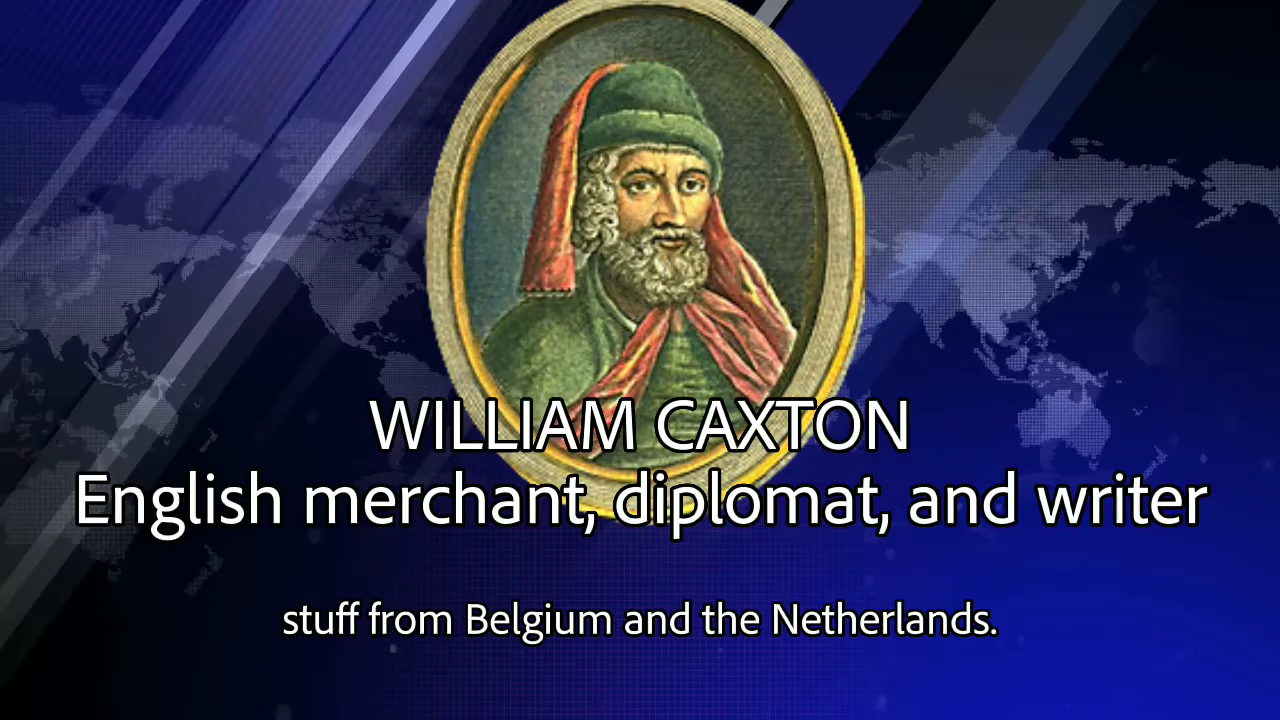 WILLIAM CAXTON
English merchant, diplomat, and writer
stuff from Belgium and the Netherlands.